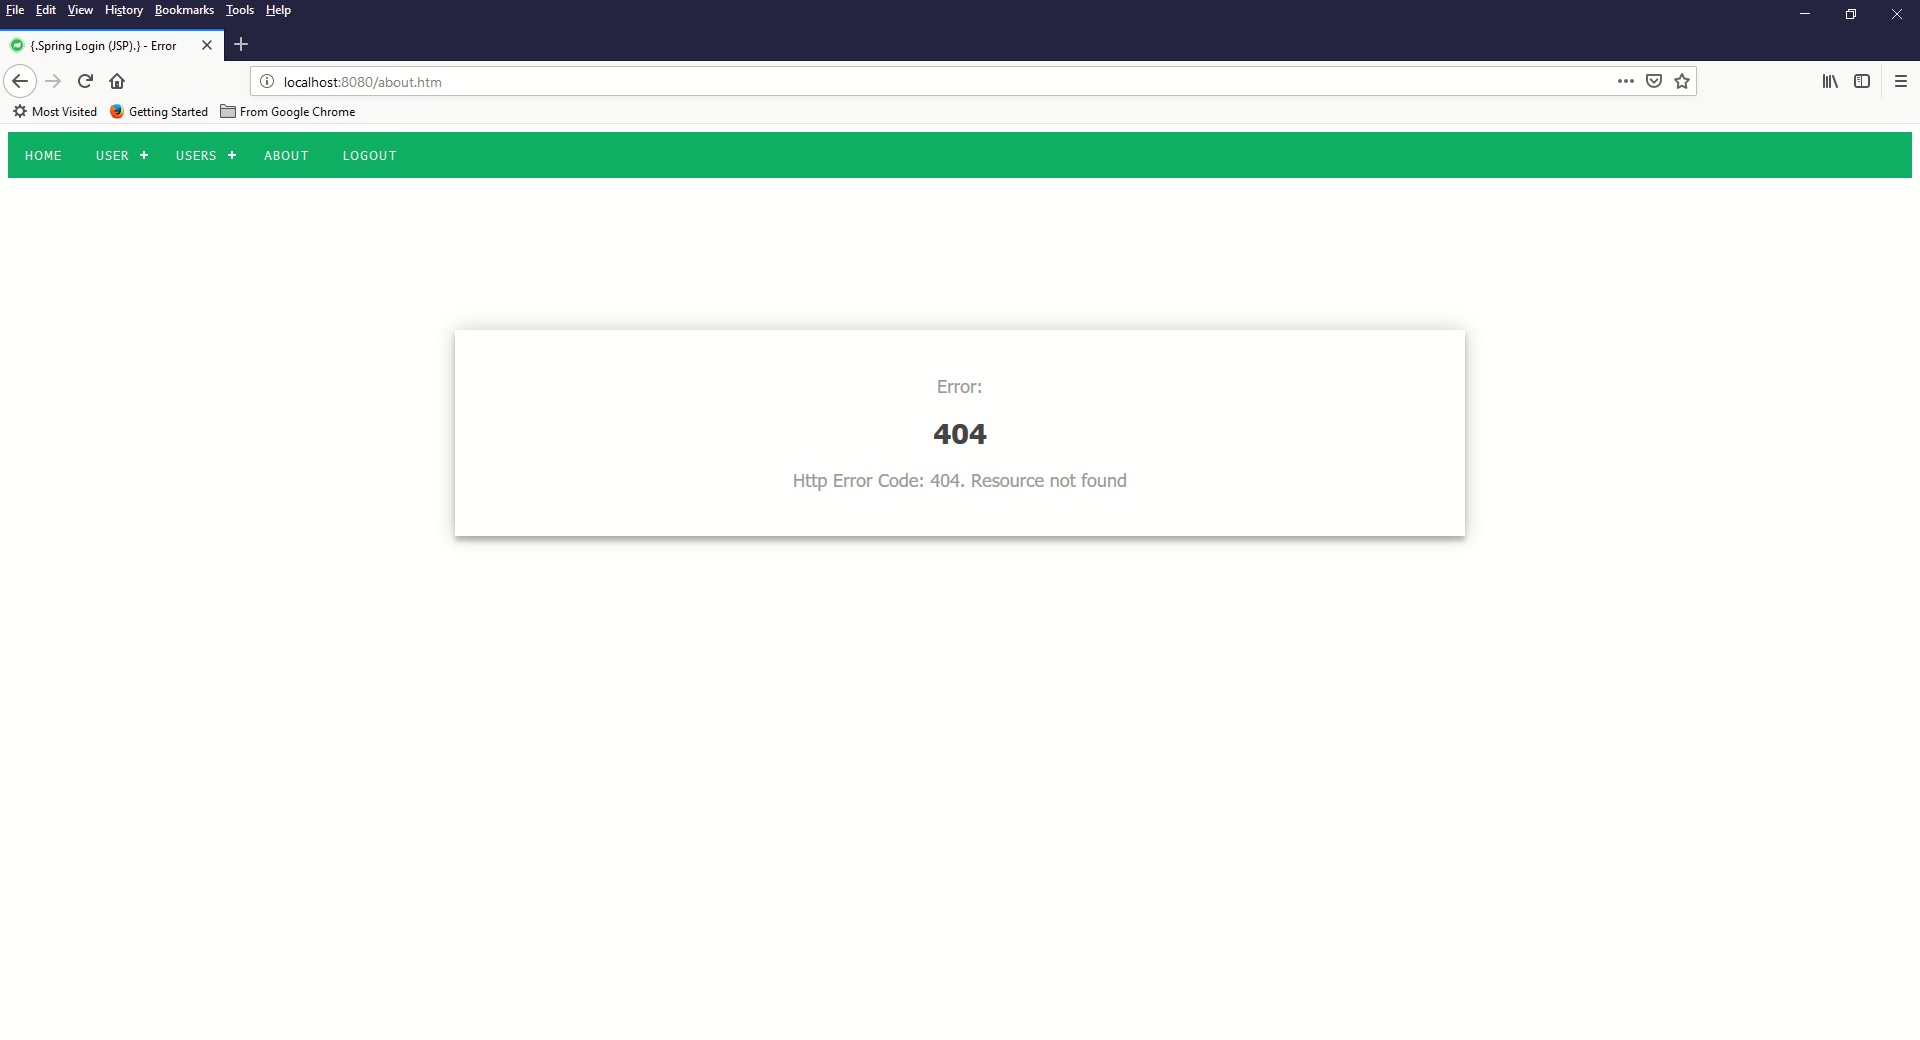 File Edit View History Bookmarks Tools Help
{.Spring Login (JSP).} - Error
localhost:8080/about.htm
Most Visited Getting Started From Google Chrome
HOME USER + USERS + ABOUT LOGOUT
Error:
404
Http Error Code: 404. Resource not found